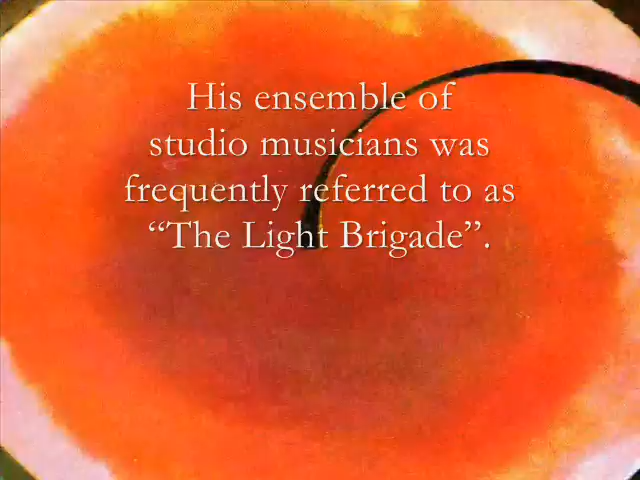 His ensemble of
studio musicians was
frequently referred to as
“The Light Brigade”.